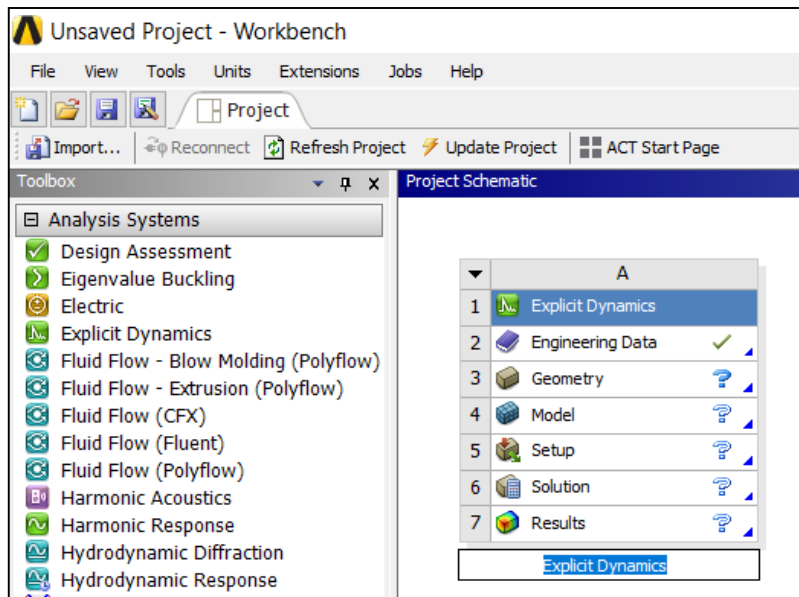 Unsaved Project - Workbench
File View Tools Units Extensions Jobs Help
Project
Import... Reconnect Refresh Project Update Project ACT Start Page
Toolbox
Analysis Systems
Design Assessment
Eigenvalue Buckling
Electric
Explicit Dynamics
Fluid Flow - Blow Molding (Polyflow)
Fluid Flow - Extrusion (Polyflow)
Fluid Flow (CFX)
Fluid Flow (Fluent)
Fluid Flow (Polyflow)
Harmonic Acoustics
Harmonic Response
Hydrodynamic Diffraction
Hydrodynamic Response
Project Schematic
A
1 Explicit Dynamics
2 Engineering Data
3 Geometry
4 Model
5 Setup
6 Solution
7 Results
Explicit Dynamics